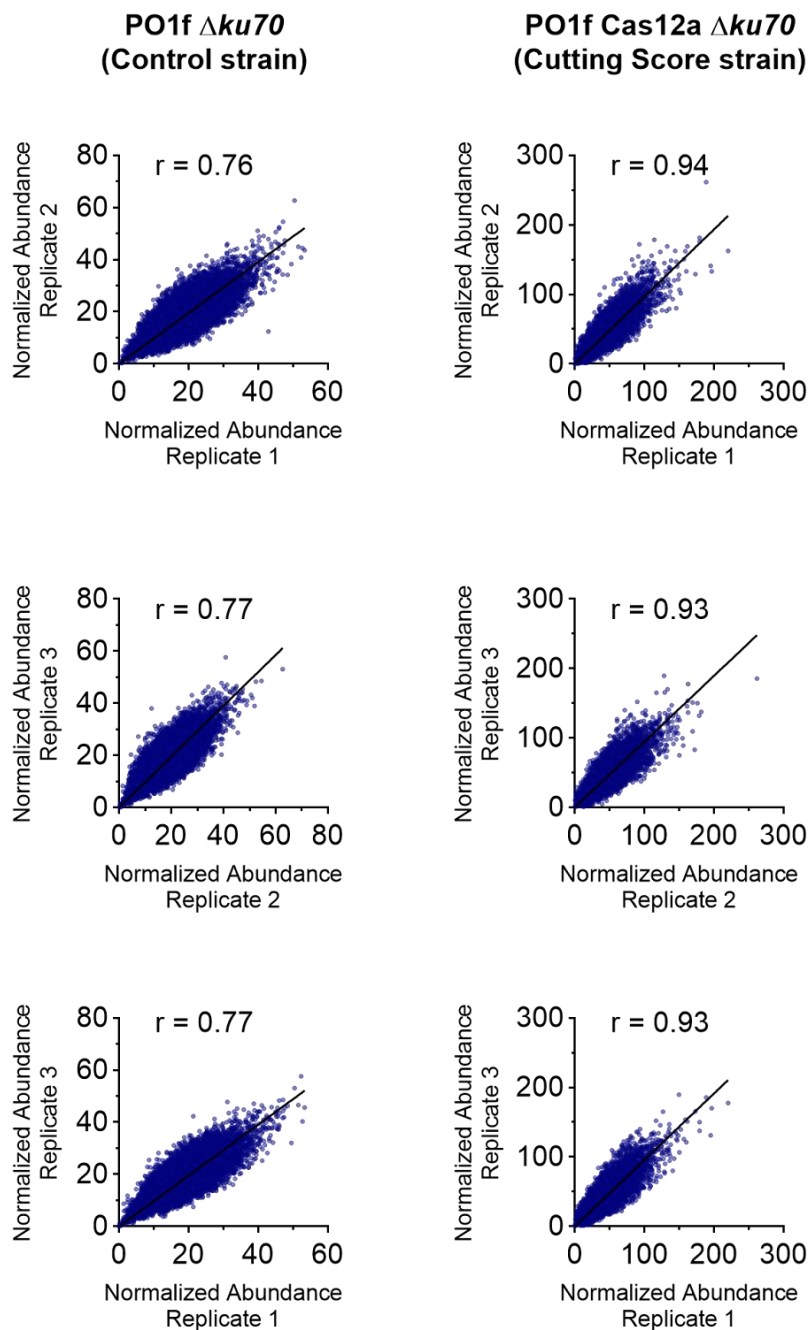 PO1f Δku70
(Control strain)
PO1f Cas12a Δku70
(Cutting Score strain)
80
60
40
20
0
Normalized Abundance
Replicate 2
r = 0.76
0 20 40 60
Normalized Abundance
Replicate 1
300
200
100
0
Normalized Abundance
Replicate 2
r = 0.94
0 100 200 300
Normalized Abundance
Replicate 1
80
60
40
20
0
Normalized Abundance
Replicate 3
r = 0.77
0 20 40 60 80
Normalized Abundance
Replicate 2
300
200
100
0
Normalized Abundance
Replicate 3
r = 0.93
0 100 200 300
Normalized Abundance
Replicate 2
80
60
40
20
0
Normalized Abundance
Replicate 3
r = 0.77
0 20 40 60
Normalized Abundance
Replicate 1
300
200
100
0
Normalized Abundance
Replicate 3
r = 0.93
0 100 200 300
Normalized Abundance
Replicate 1